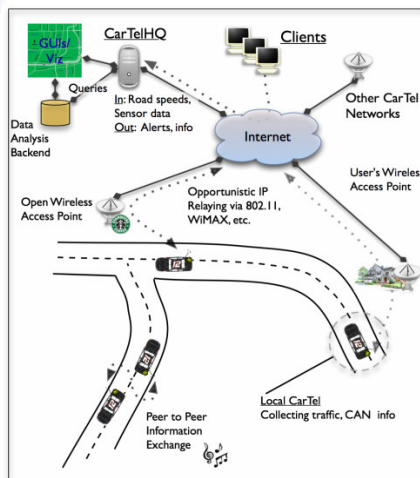 GUIs/
Viz
CarTelHQ
Clients
Queries
In: Road speeds,
Sensor data
Out: Alerts, info
Data
Analysis
Backend
Internet
Other CarTel
Networks
User's Wireless
Access Point
Open Wireless
Access Point
Opportunistic IP
Relaying via 802.11,
WiMAX, etc.
Local CarTel
Collecting traffic, CAN info
Peer to Peer
Information
Exchange